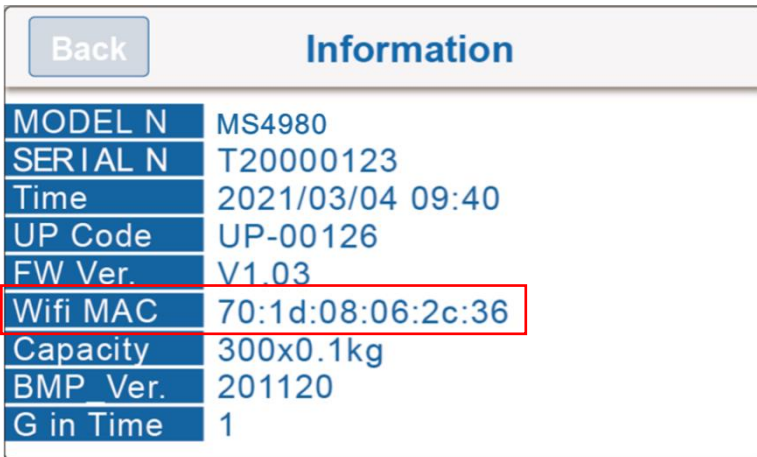 Back Information
MODEL N MS4980
SERIAL N T20000123
Time 2021/03/04 09:40
UP Code UP-00126
FW Ver. V1.03
Wifi MAC 70:1d:08:06:2c:36
Capacity 300x0.1kg
BMP_Ver. 201120
G in Time 1